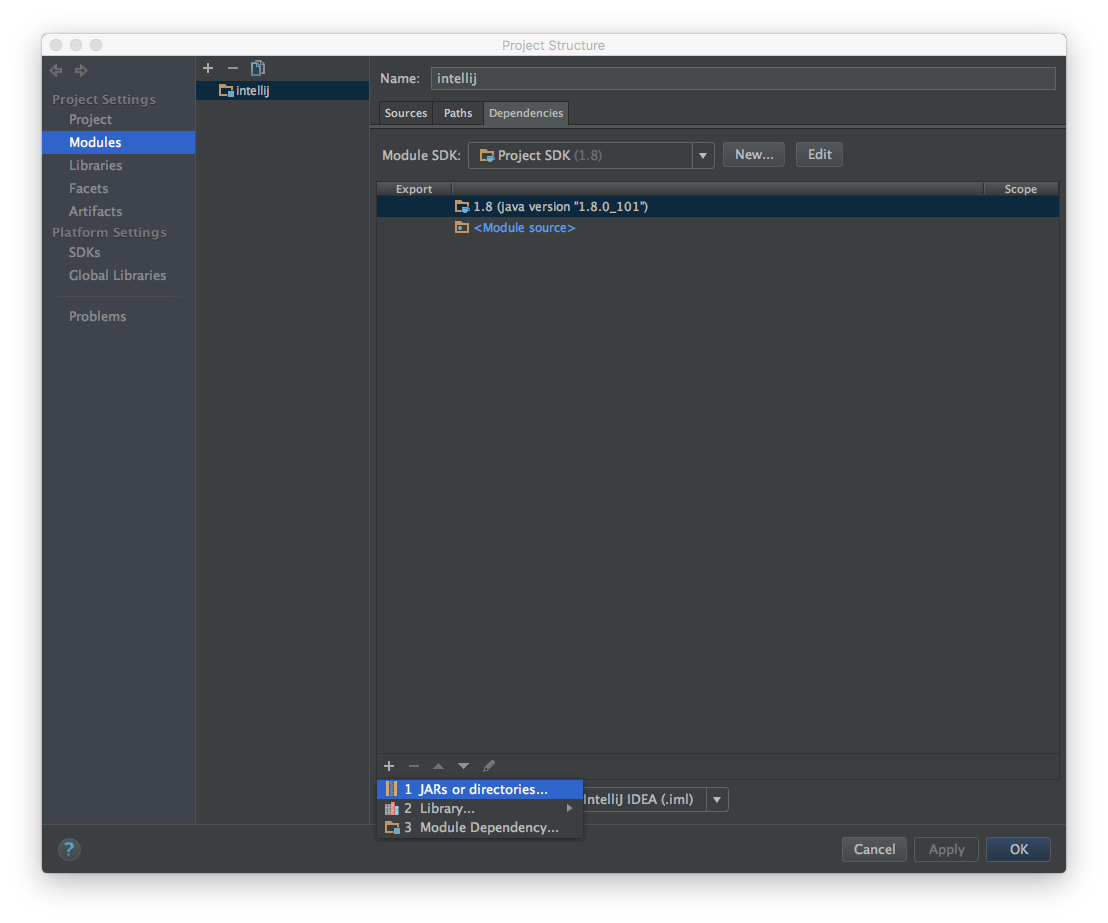 Project Structure
Project Settings
Project
Modules
Libraries
Facets
Artifacts
Platform Settings
SDKs
Global Libraries
Problems
intellij
Name: intellij
Sources Paths Dependencies
Module SDK: Project SDK (1.8) New... Edit
Export Scope
1.8 (java version "1.8.0_101")
<Module source>
1 JARs or directories...
2 Library...
3 Module Dependency...
IntelliJ IDEA (.iml)
? Cancel Apply OK